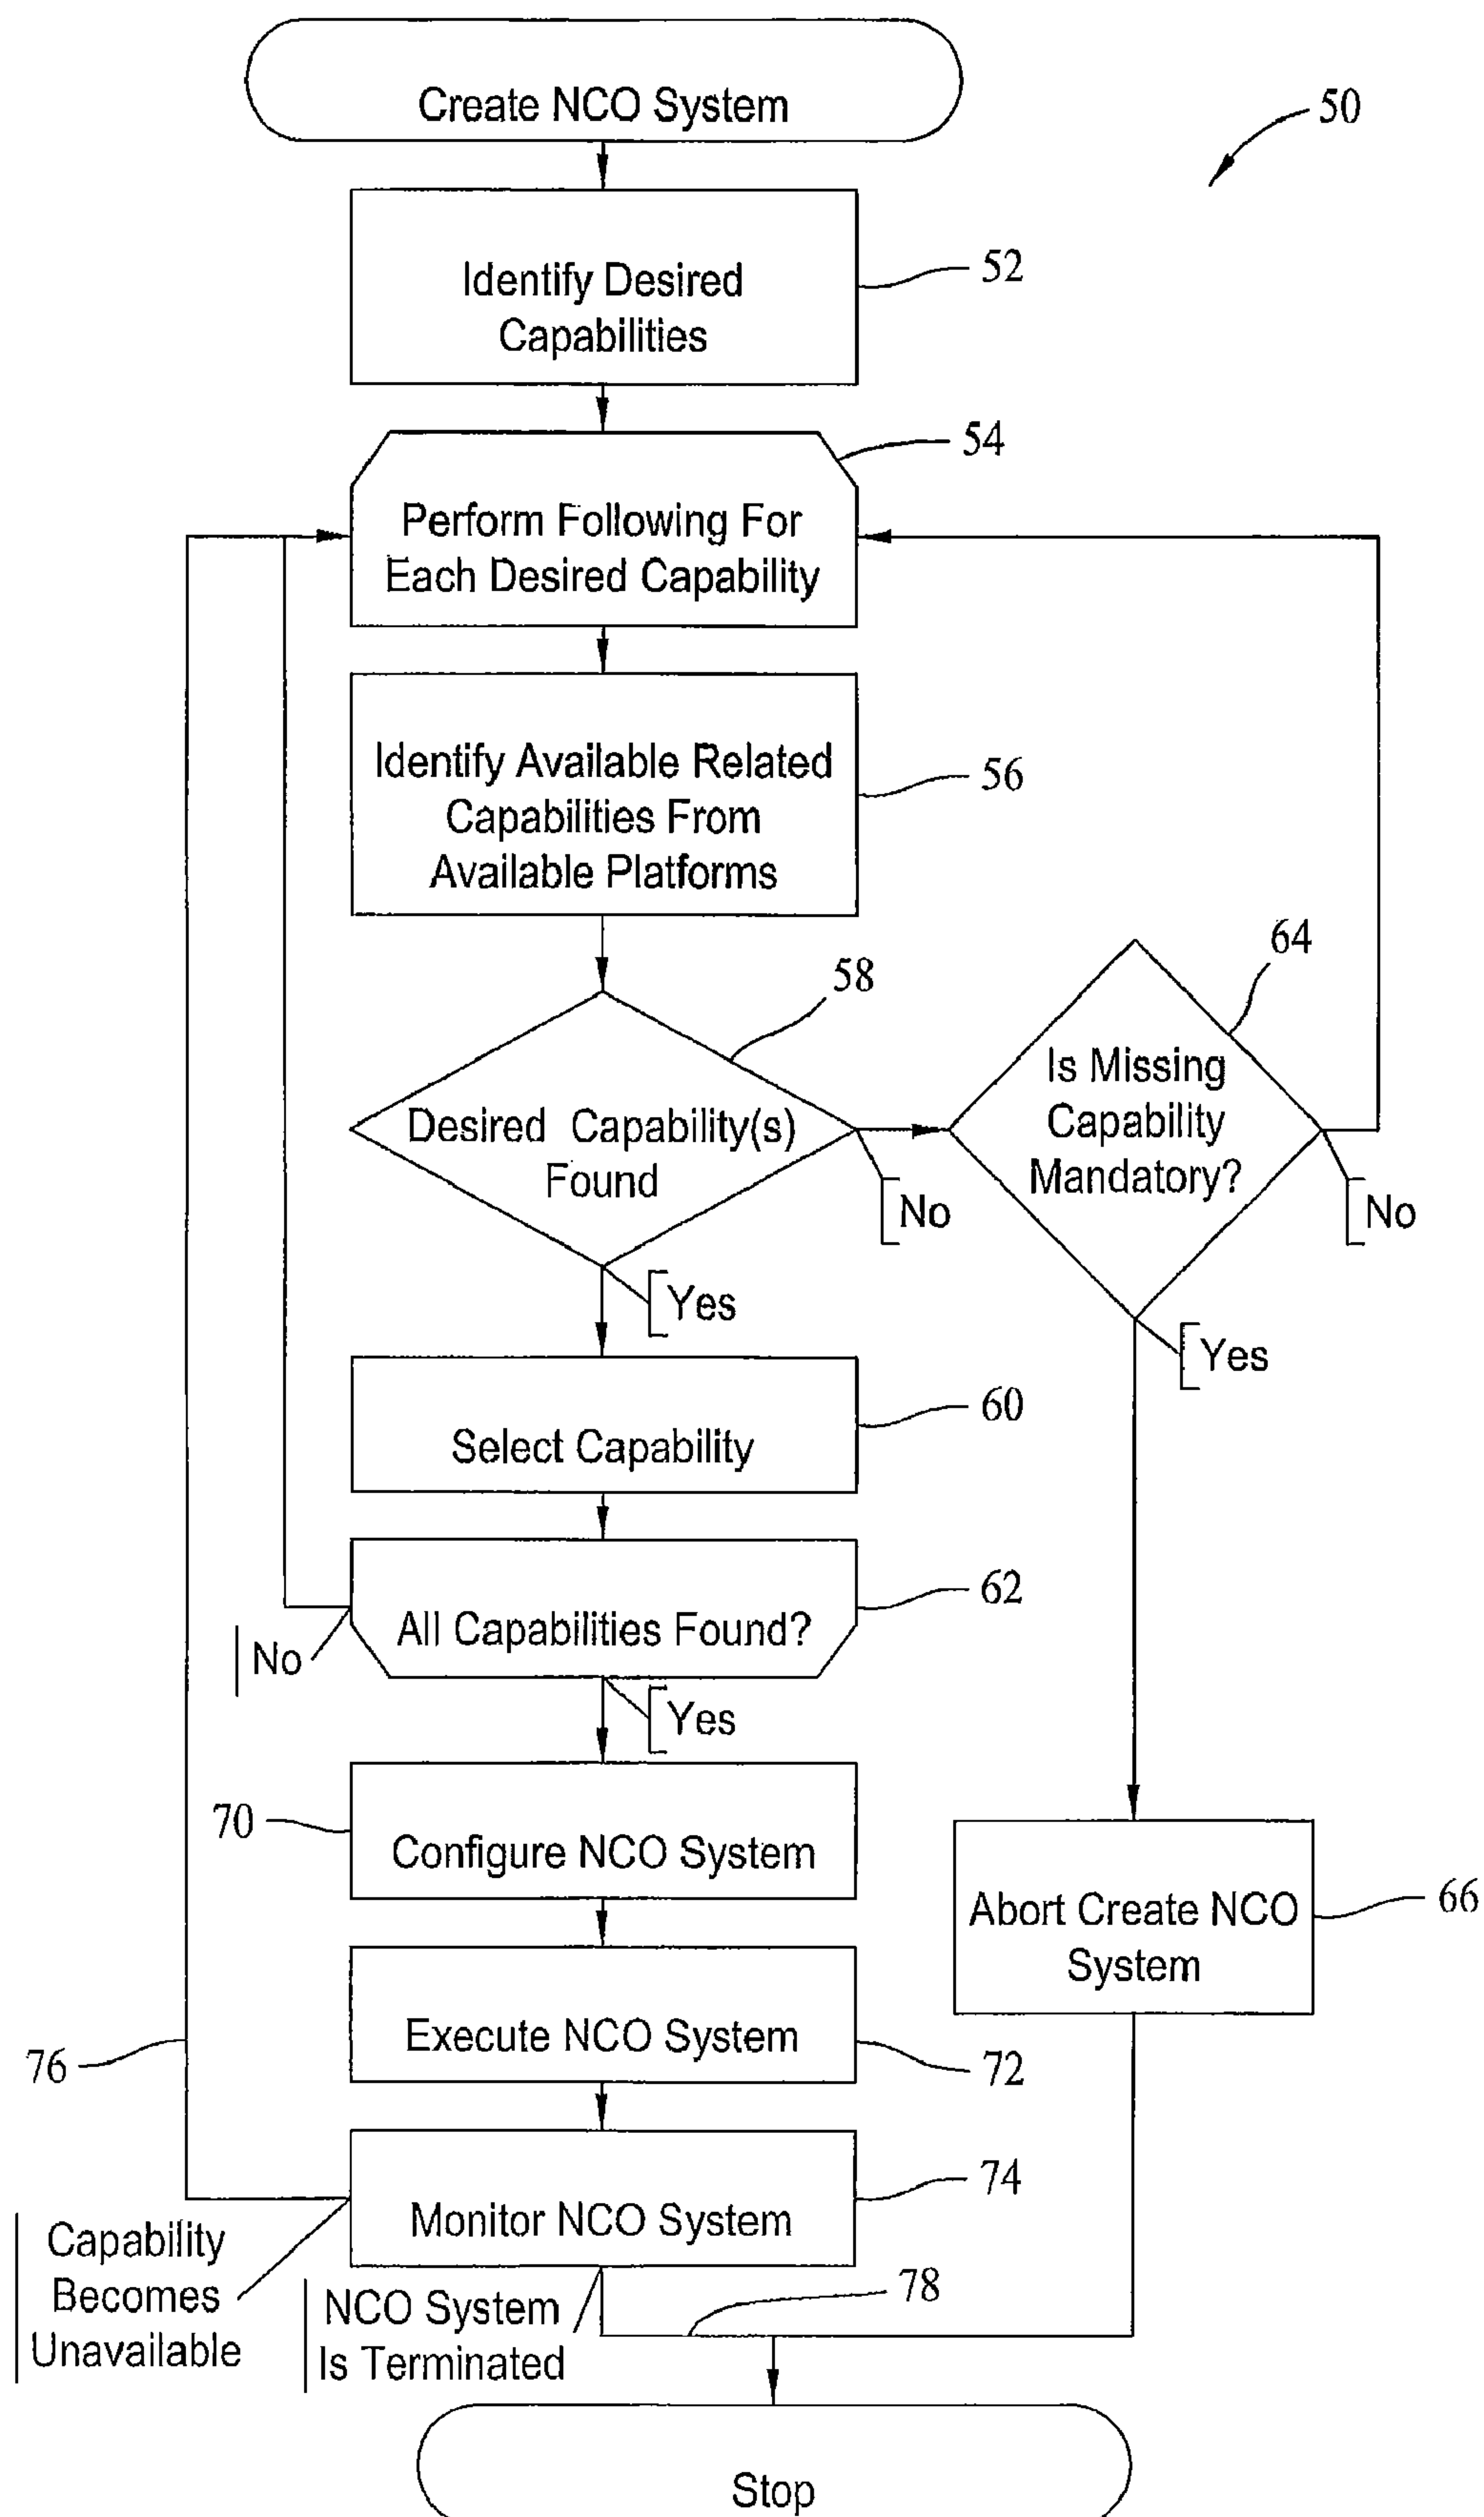 Create NCO System
50
Identify Desired
Capabilities
52
54
Perform Following For
Each Desired Capability
Identify Available Related
Capabilities From
Available Platforms
56
58
64
Desired Capability(s)
Found
No
Is Missing
Capability
Mandatory?
No
Yes
Yes
Select Capability
60
All Capabilities Found?
62
No
Yes
70
Configure NCO System
Abort Create NCO
System
66
Execute NCO System
72
76
Monitor NCO System
74
Capability
Becomes
Unavailable
NCO System
Is Terminated
78
Stop